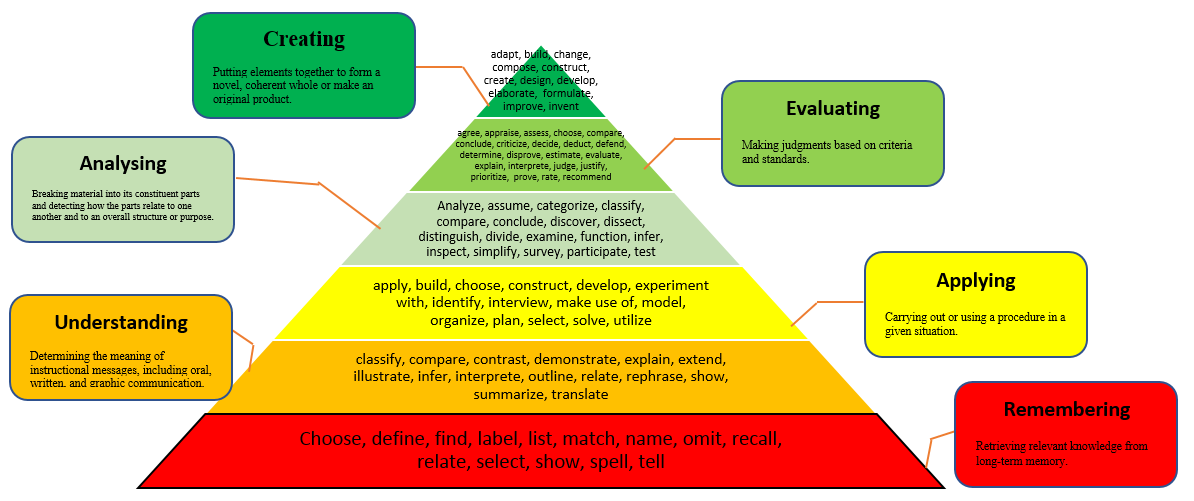 Creating
Putting elements together to form a
novel, coherent whole or make an
original product.
adapt, build, change,
compose, construct,
create, design, develop,
elaborate, formulate,
improve, invent
Evaluating
Making judgments based on criteria
and standards.
agree, appraise, assess, choose, compare,
conclude, criticize, decide, deduct, defend,
determine, disprove, estimate, evaluate,
explain, interprete, judge, justify,
prioritize, prove, rate, recommend
Analysing
Breaking material into its constituent parts
and detecting how the parts relate to one
another and to an overall structure or purpose.
Analyze, assume, categorize, classify,
compare, conclude, discover, dissect,
distinguish, divide, examine, function, infer,
inspect, simplify, survey, participate, test
Applying
Carrying out or using a procedure in a
given situation.
apply, build, choose, construct, develop, experiment
with, identify, interview, make use of, model,
organize, plan, select, solve, utilize
Understanding
Determining the meaning of
instructional messages, including oral,
written, and graphic communication.
classify, compare, contrast, demonstrate, explain, extend,
illustrate, infer, interprete, outline, relate, rephrase, show,
summarize, translate
Remembering
Retrieving relevant knowledge from
long-term memory.
Choose, define, find, label, list, match, name, omit, recall,
relate, select, show, spell, tell